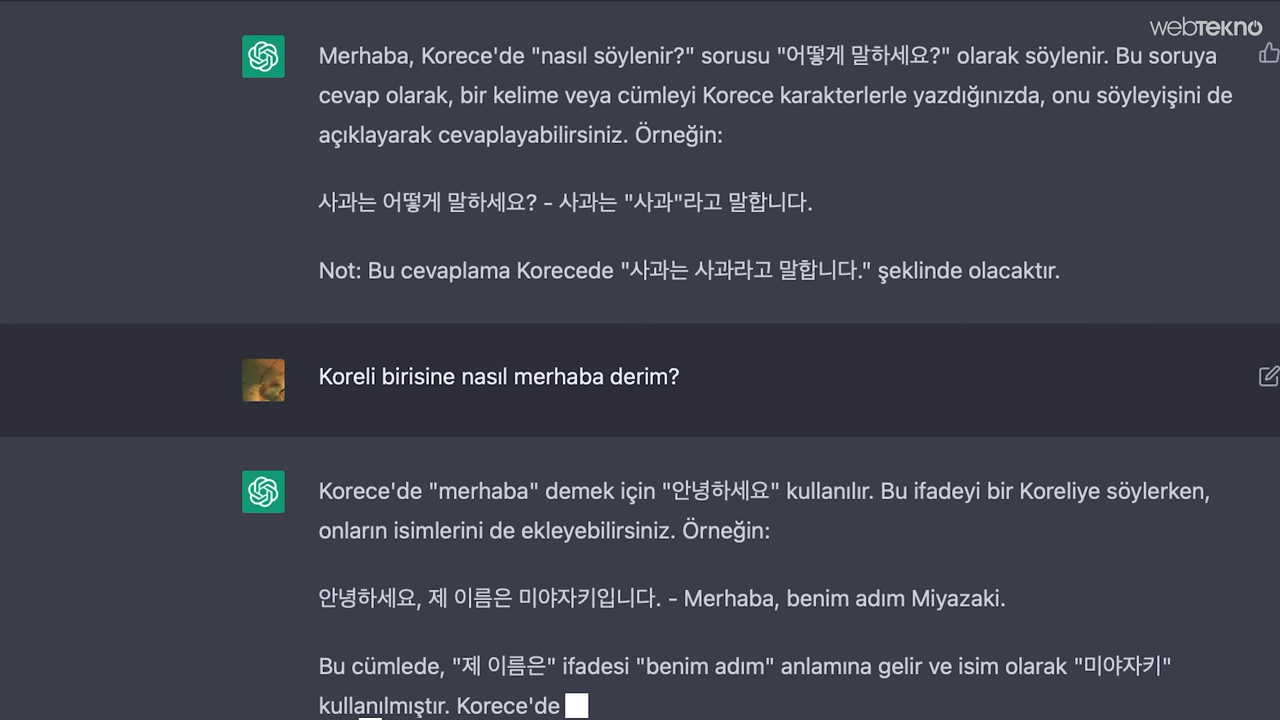 webTEKNO
Merhaba, Korece'de "nasıl söylenir?" sorusu "어떻게 말하세요?" olarak söylenir. Bu soruya
cevap olarak, bir kelime veya cümleyi Korece karakterlerle yazdığınızda, onu söyleyişini de
açıklayarak cevaplayabilirsiniz. Örneğin:
사과는 어떻게 말하세요? - 사과는 "사과"라고 말합니다.
Not: Bu cevaplama Korecede "사과는 사과라고 말합니다." şeklinde olacaktır.
Koreli birisine nasıl merhaba derim?
Korece'de "merhaba" demek için "안녕하세요" kullanılır. Bu ifadeyi bir Koreliye söylerken,
onların isimlerini de ekleyebilirsiniz. Örneğin:
안녕하세요, 제 이름은 미야자키입니다. - Merhaba, benim adım Miyazaki.
Bu cümlede, "제 이름은" ifadesi "benim adım" anlamına gelir ve isim olarak "미야자키"
kullanılmıştır. Korece'de